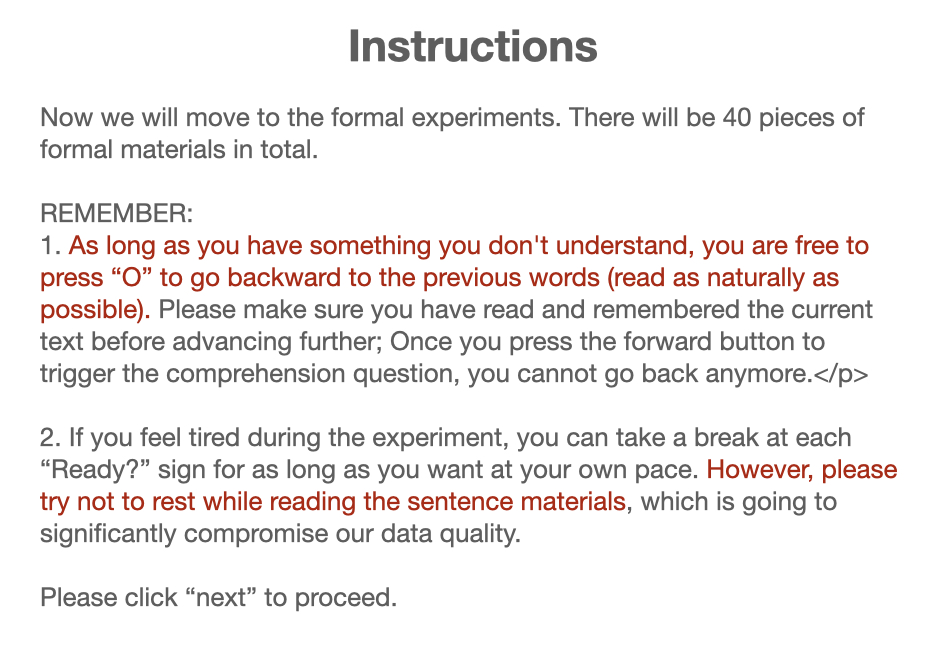 Instructions
Now we will move to the formal experiments. There will be 40 pieces of
formal materials in total.
REMEMBER:
1. As long as you have something you don't understand, you are free to
press “O” to go backward to the previous words (read as naturally as
possible). Please make sure you have read and remembered the current
text before advancing further; Once you press the forward button to
trigger the comprehension question, you cannot go back anymore.</p>
2. If you feel tired during the experiment, you can take a break at each
“Ready?” sign for as long as you want at your own pace. However, please
try not to rest while reading the sentence materials, which is going to
significantly compromise our data quality.
Please click “next” to proceed.